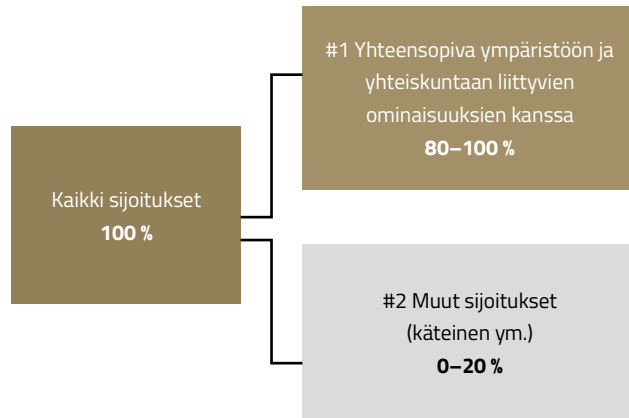 Kaikki sijoitukset
100 %
#1 Yhteensopiva ympäristöön ja
yhteiskuntaan liittyvien
ominaisuuksien kanssa
80–100 %
#2 Muut sijoitukset
(käteinen ym.)
0–20 %